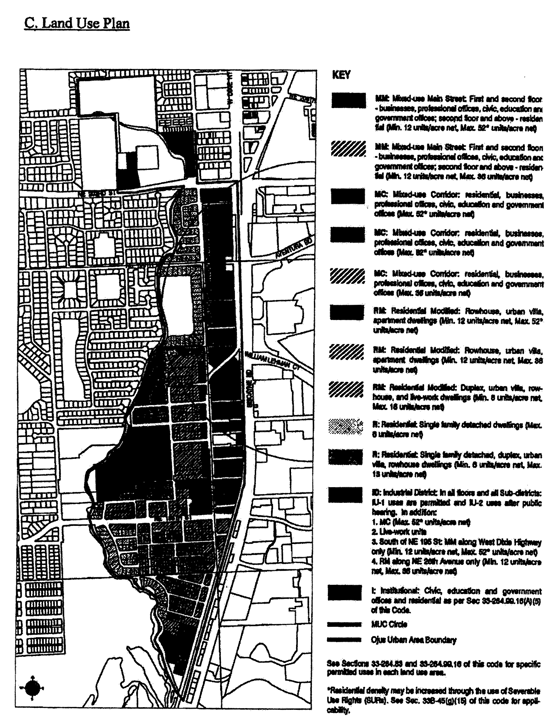 C. Land Use Plan
KEY
MM: Mixed-use Main Street: First and second floor
- businesses, professional offices, civic, education and
government offices; second floor and above - residen-
tial (Min. 12 units/acre net, Max. 52* units/acre net)
MM: Mixed-use Main Street: First and second floor
- businesses, professional offices, civic, education and
government offices; second floor and above - residen-
tial (Min. 12 units/acre net, Max. 36 units/acre net)
MC: Mixed-use Corridor: residential, businesses,
professional offices, civic, education and government
offices (Max. 52* units/acre net)
MC: Mixed-use Corridor: residential, businesses,
professional offices, civic, education and government
offices (Max. units/acre net)
MC: Mixed-use Corridor: residential, businesses,
professional offices, civic, education and government
offices (Max. 36 units/acre net)
RM: Residential Modified: Rowhouse, urban villa,
apartment dwellings (Min. 12 units/acre net, Max. 52*
units/acre net)
RM: Residential Modified: Rowhouse, urban villa,
apartment dwellings (Min. 12 units/acre net, Max. 36
units/acre net)
RM: Residential Modified: Duplex, urban villa, row-
house, and live-work dwellings (Min. 6 units/acre net,
Max. 18 units/acre net)
R: Residential: Single family detached dwellings (Max.
6 units/acre net)
R: Residential: Single family detached, duplex, urban
villa, rowhouse dwellings (Min. 6 units/acre net, Max.
13 units/acre net)
ID: Industrial District: In all floors and all Sub-districts:
IU-1 uses are permitted and IU-2 uses after public
hearing. In addition:
1. MC (Max. 52* units/acre net)
2. Live-work units
3. South of NE 195 St: MM along West Dixie Highway
only (Min. 12 units/acre net, Max. 52* units/acre net)
4. RM along NE 26th Avenue only (Min. 12 units/acre
net, Max. 36 units/acre net)
I: Institutional: Civic, education and government
offices and residential as per Sec 33-284.99.16(A)(5)
of this Code.
MUC Circle
Ojus Urban Area Boundary
See Sections 33-284.83 and 33-284.99.16 of this code for specific
permitted uses in each land use area.
*Residential density may be increased through the use of Severable
Use Rights (SURs). See Sec. 33B-45(g)(15) of this code for appli-
cability.
AVENTURA BD
WILLIAM LEHMAN CY
BISCAYNE BD